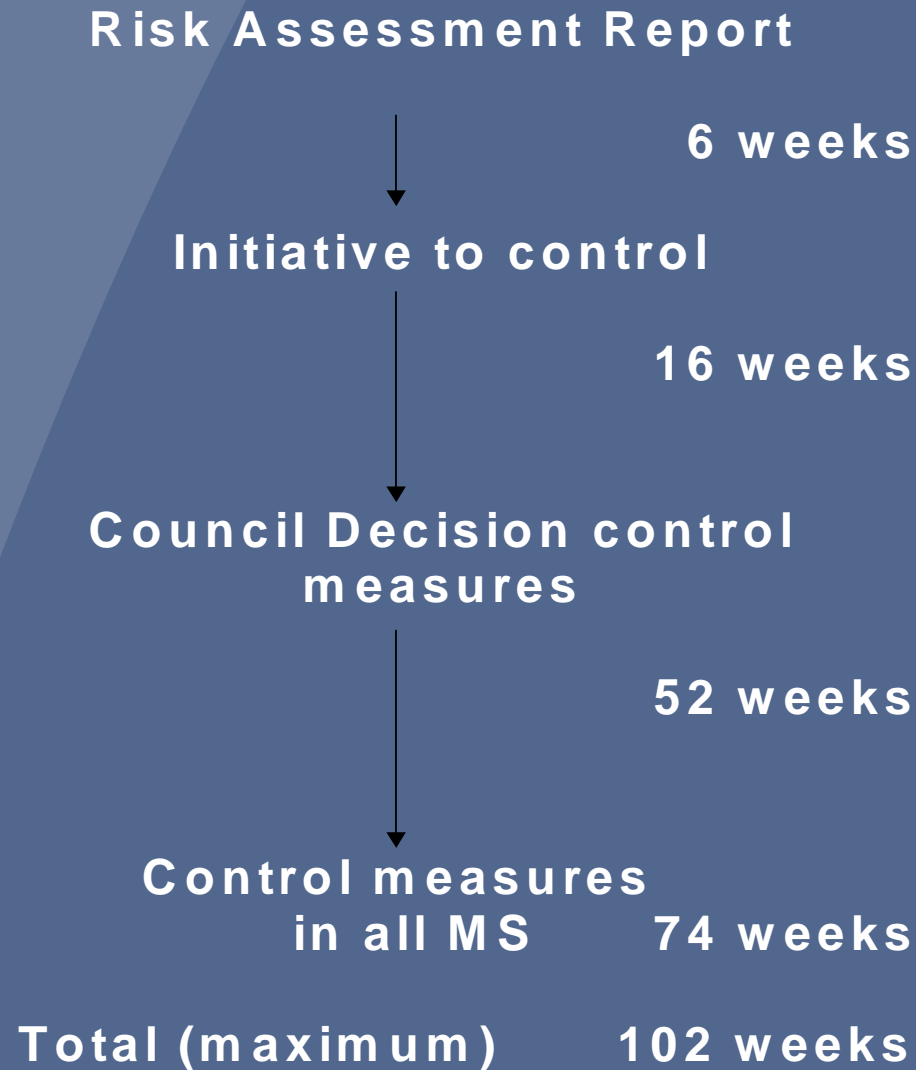 Risk Assessment Report
6 weeks
Initiative to control
16 weeks
Council Decision control
measures
52 weeks
Control measures
in all MS 74 weeks
Total (maximum) 102 weeks